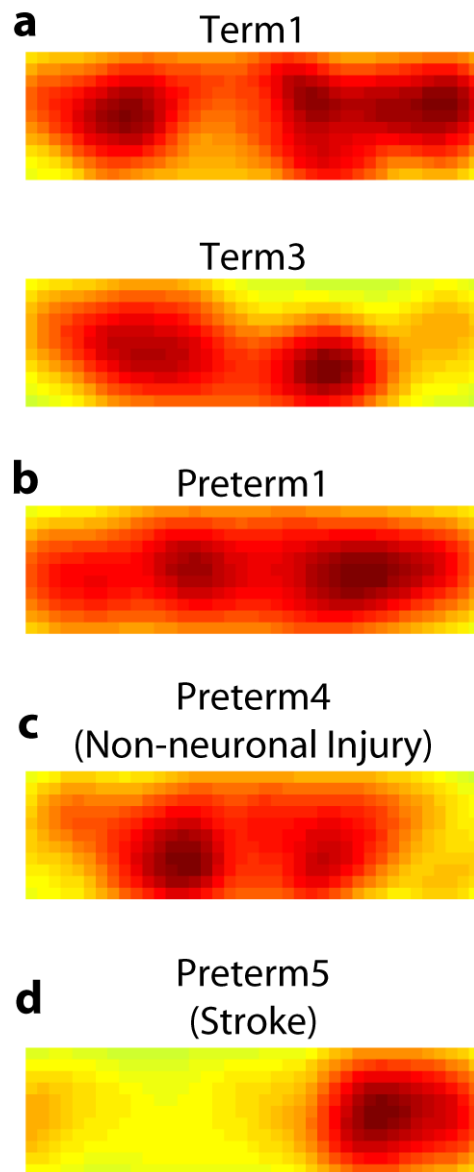 a
Term1
Term3
b
Preterm1
c
Preterm4
(Non-neuronal Injury)
d
Preterm5
(Stroke)